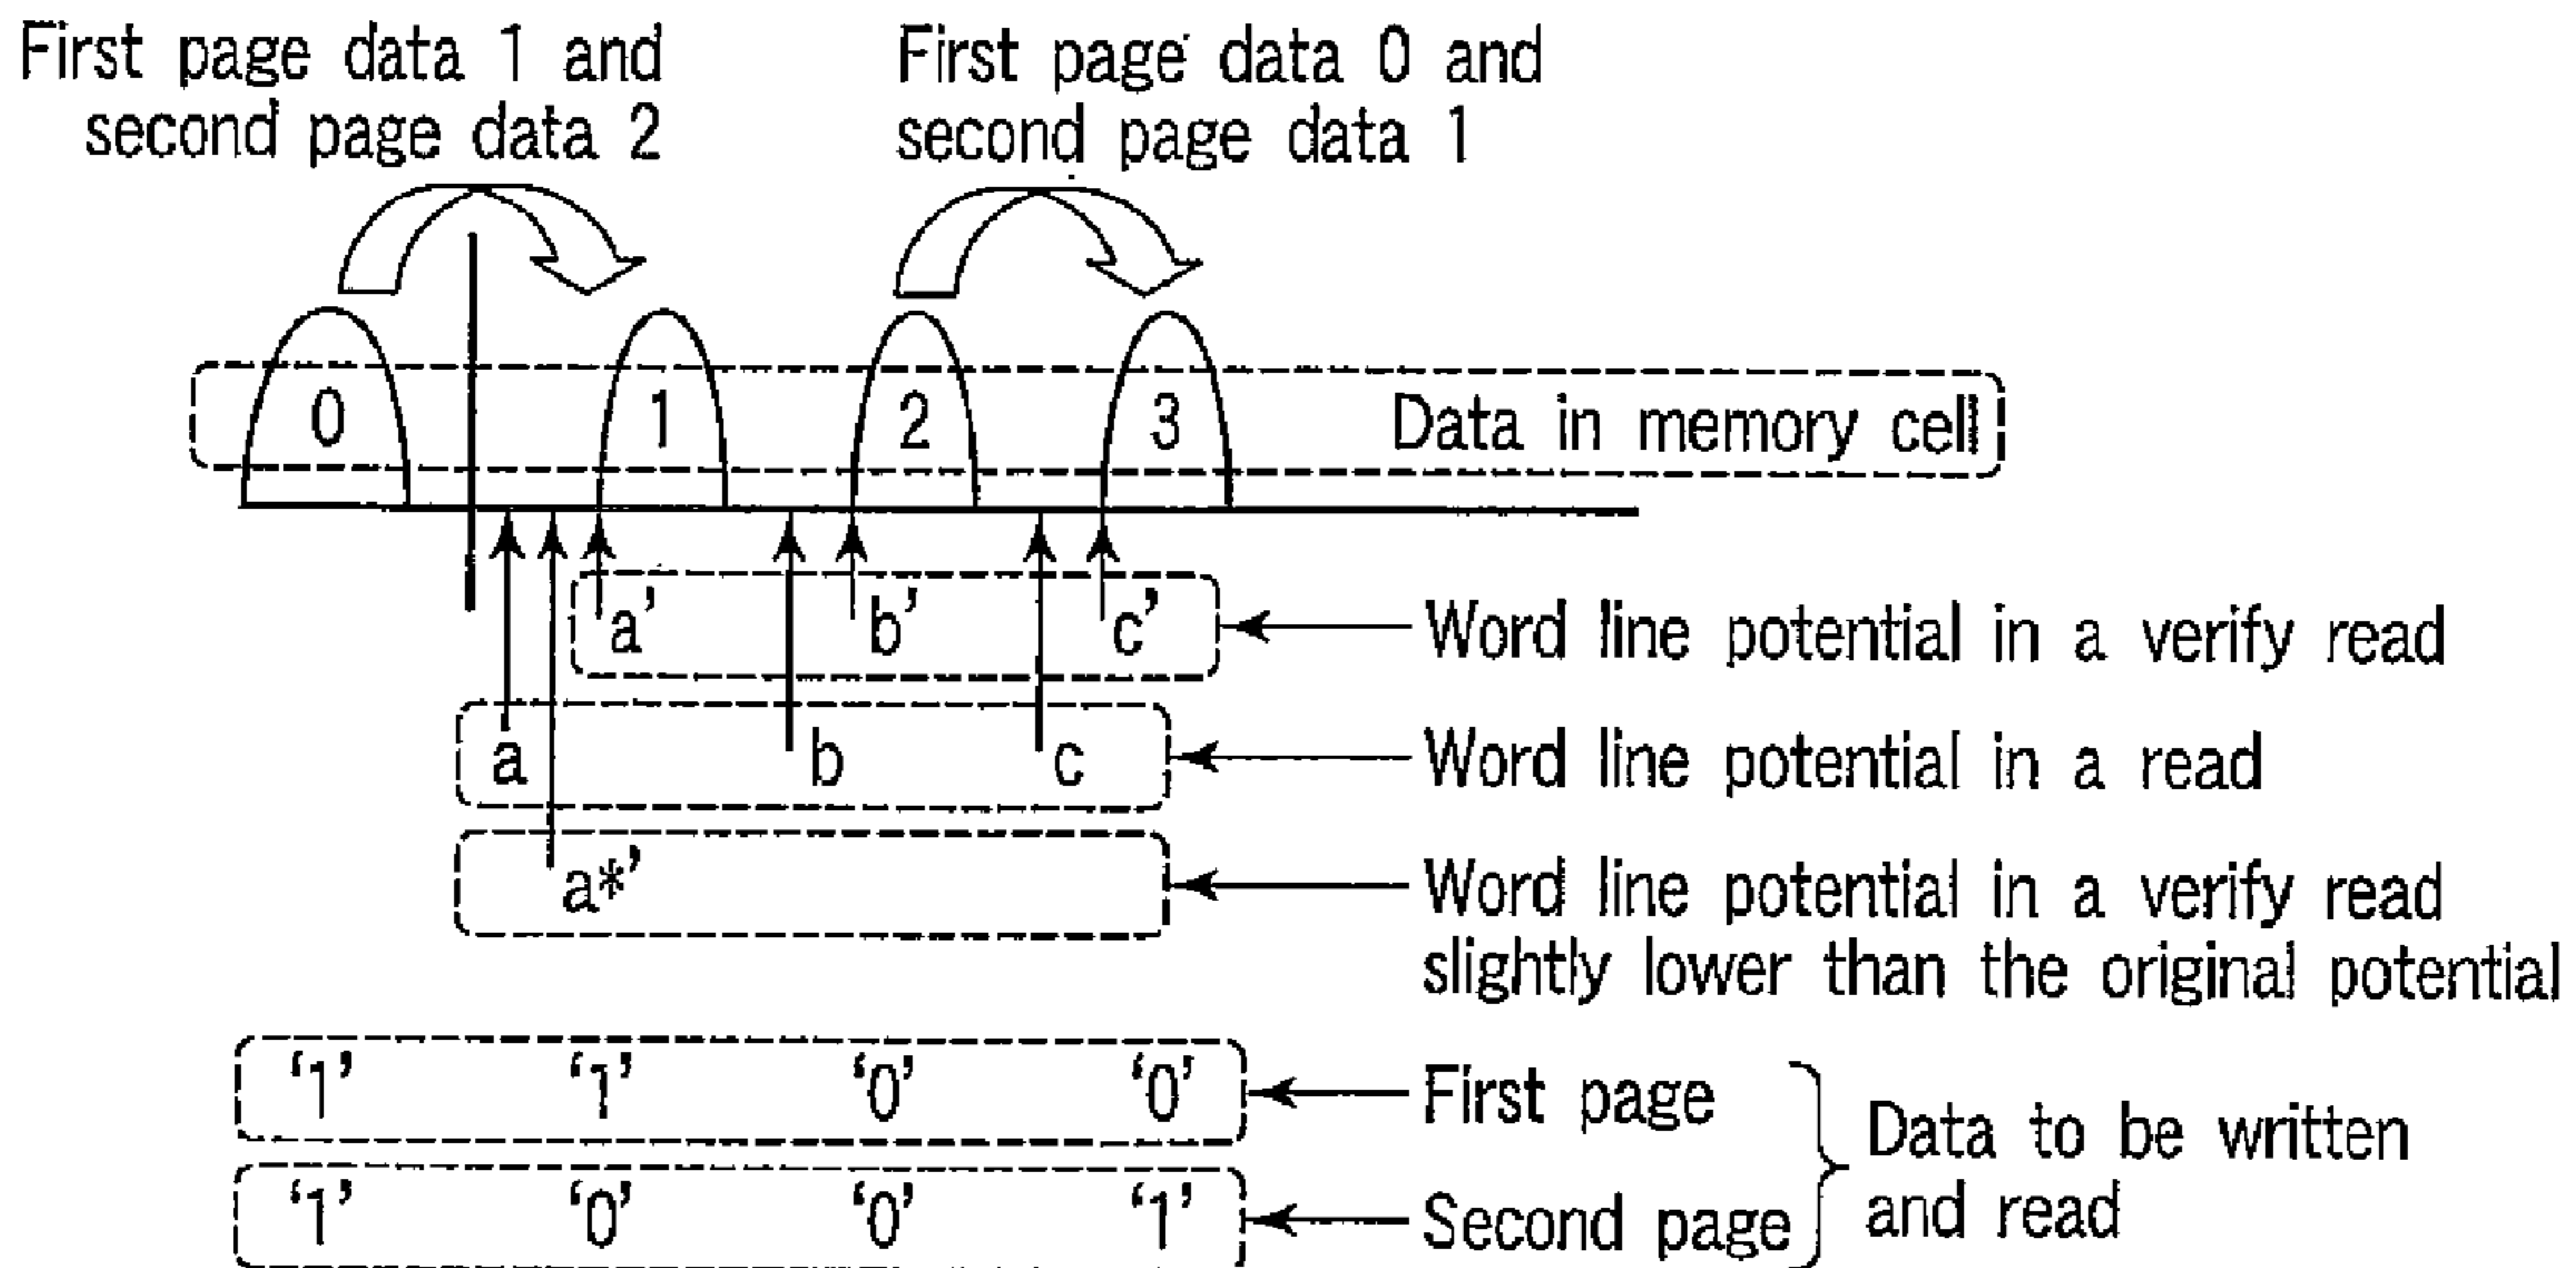 First page data 1 and
second page data 2
First page data 0 and
second page data 1
0 1 2 3 Data in memory cell
a' b' c' Word line potential in a verify read
a b c Word line potential in a read
a*' Word line potential in a verify read
slightly lower than the original potential
‘1’ ‘1’ ‘0’ ‘0’ First page
‘1’ ‘0’ ‘0’ ‘1’ Second page
Data to be written
and read